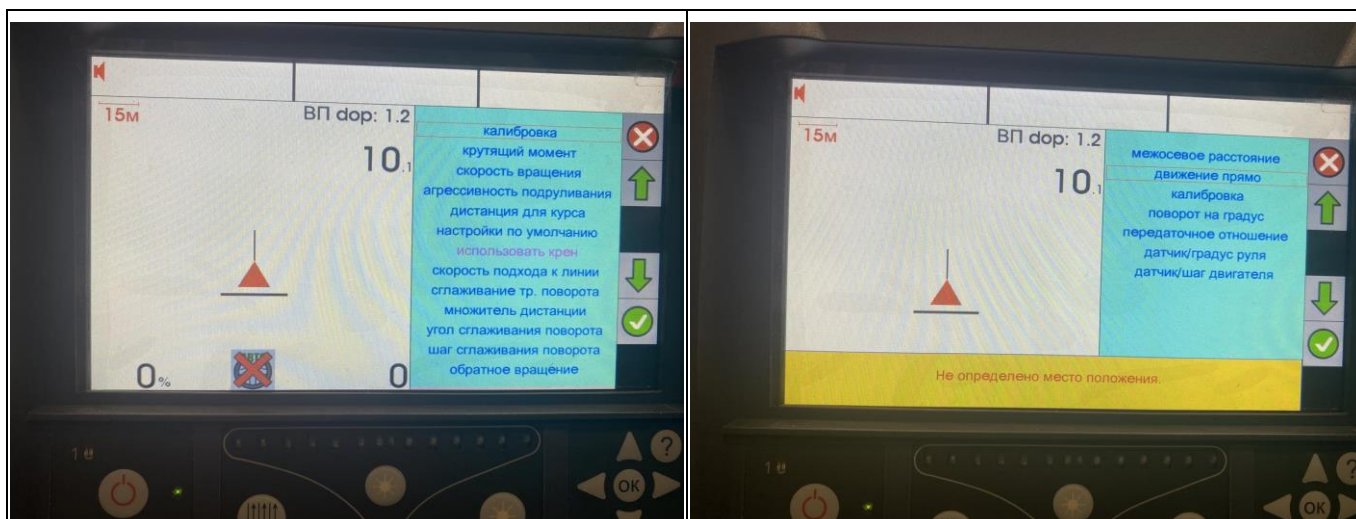 15м
ВП dop: 1.2
10.1
калибровка
крутящий момент
скорость вращения
агрессивность подруливания
дистанция для курса
настройки по умолчанию
использовать крен
скорость подхода к линии
сглаживание тр. поворота
множитель дистанции
угол сглаживания поворота
шаг сглаживания поворота
обратное вращение
0%
0
1
?
OK
15м
ВП dop: 1.2
10.1
межосевое расстояние
движение прямо
калибровка
поворот на градус
передаточное отношение
датчик/градус руля
датчик/шаг двигателя
Не определено место положения.
1
?
OK